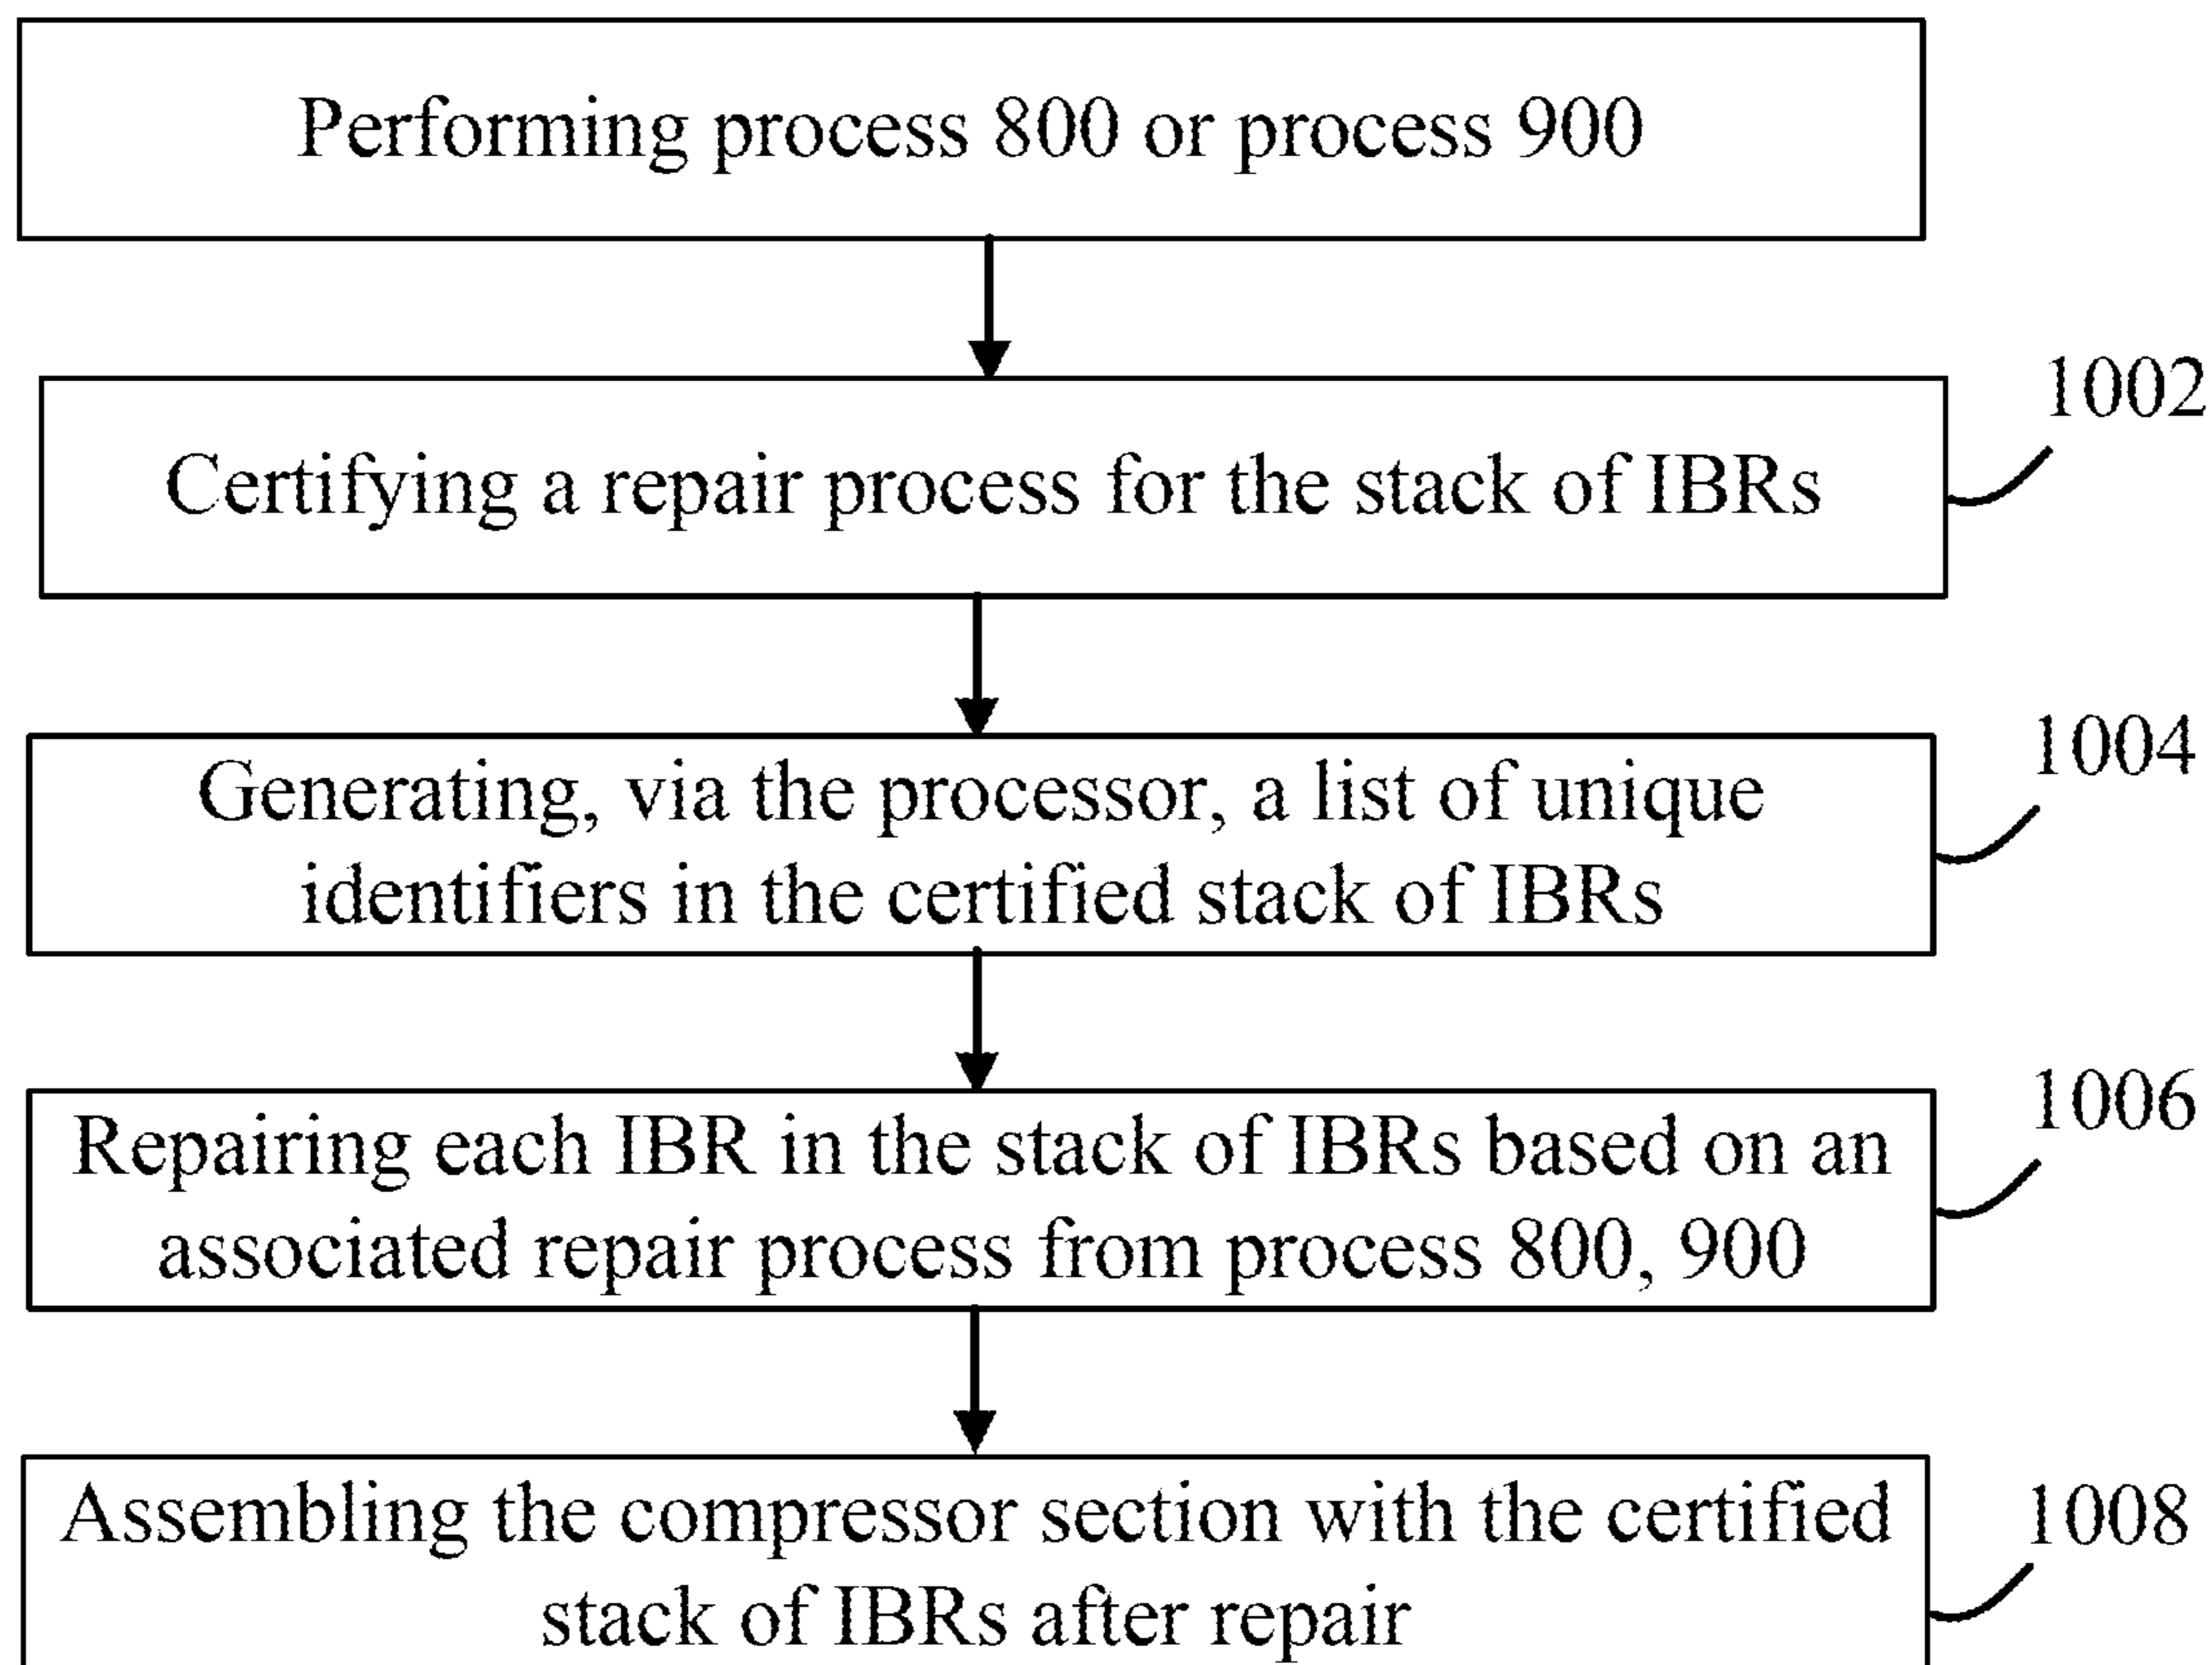 Performing process 800 or process 900
1002
Certifying a repair process for the stack of IBRs
1004
Generating, via the processor, a list of unique
identifiers in the certified stack of IBRs
1006
Repairing each IBR in the stack of IBRs based on an
associated repair process from process 800, 900
1008
Assembling the compressor section with the certified
stack of IBRs after repair